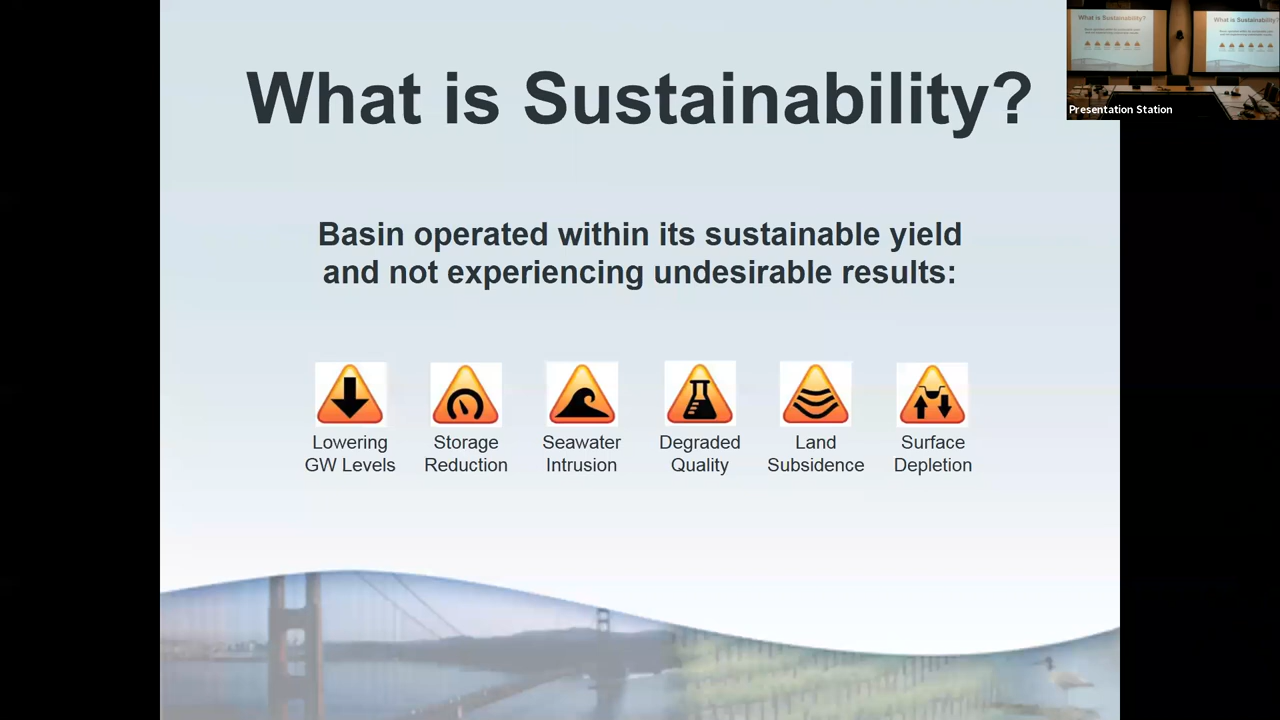 What is Sustainability?
Basin operated within its sustainable yield
and not experiencing undesirable results:
Lowering
GW Levels
Storage
Reduction
Seawater
Intrusion
Degraded
Quality
Land
Subsidence
Surface
Depletion
What is Sustainability?
What is Sustainability?
Presentation Station